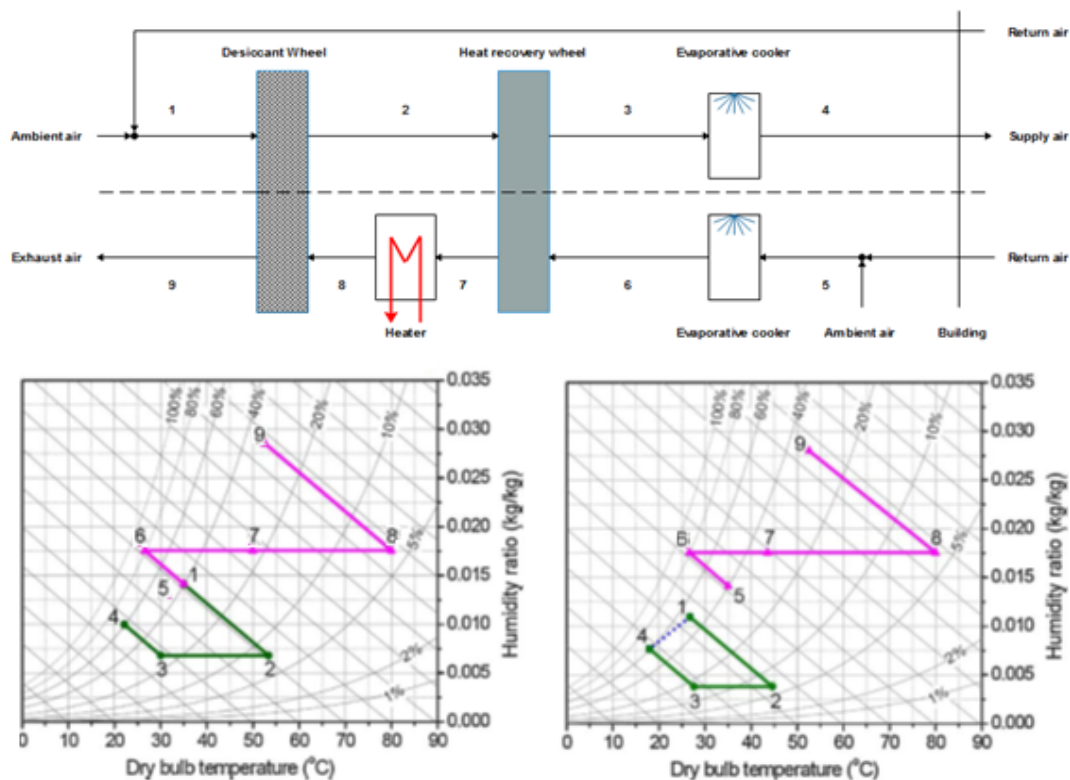 Return air
Desiccant Wheel Heat recovery wheel Evaporative cooler
1 2 3 4
Ambient air Supply air
Exhaust air Return air
9 8 7 6 5
Heater Evaporative cooler Ambient air Building
100% 80% 60% 40% 20% 10% 5% 2% 1%
9
6 7 8
5 1
4
3 2
0.035
0.030
0.025
0.020
0.015
0.010
0.005
0.000
Humidity ratio (kg/kg)
0 10 20 30 40 50 60 70 80 90
Dry bulb temperature (°C)
100% 80% 60% 40% 20% 10% 5% 2% 1%
9
6 7 8
5
1
4
3 2
0.035
0.030
0.025
0.020
0.015
0.010
0.005
0.000
Humidity ratio (kg/kg)
0 10 20 30 40 50 60 70 80 90
Dry bulb temperature (°C)